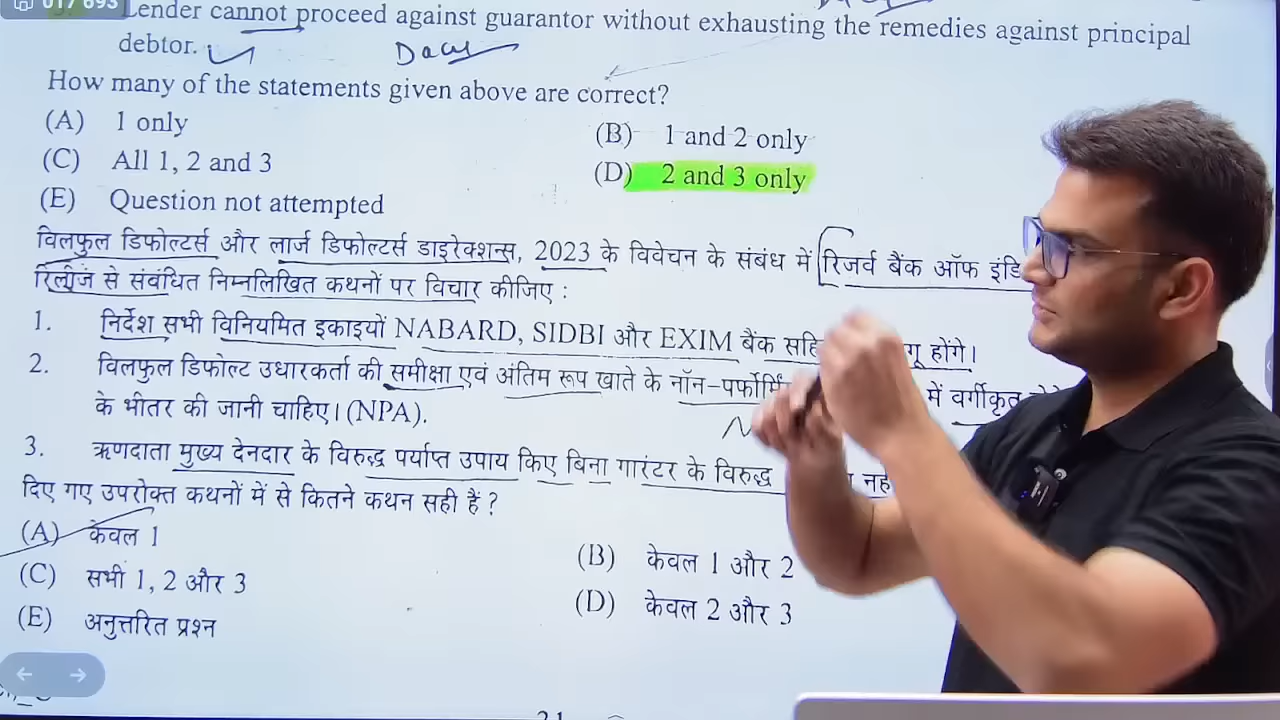 017 693
Lender cannot proceed against guarantor without exhausting the remedies against principal
debtor.
How many of the statements given above are correct?
(A) 1 only
(B) 1 and 2 only
(C) All 1, 2 and 3
(D) 2 and 3 only
(E) Question not attempted
विलफुल डिफोल्टर्स और लार्ज डिफोल्टर्स डाइरेक्शन्स, 2023 के विवेचन के संबंध में रिजर्व बैंक ऑफ इंडि
रिलीज से संबंधित निम्नलिखित कथनों पर विचार कीजिए :
1. निर्देश सभी विनियमित इकाइयों NABARD, SIDBI और EXIM बैंक सहि गू होंगे।
2. विलफुल डिफोल्ट उधारकर्ता की समीक्षा एवं अंतिम रूप खाते के नॉन-पर्फोर्मिं में वर्गीकृत
के भीतर की जानी चाहिए। (NPA).
3. ऋणदाता मुख्य देनदार के विरुद्ध पर्याप्त उपाय किए बिना गारंटर के विरुद्ध नह
दिए गए उपरोक्त कथनों में से कितने कथन सही हैं ?
(A) केवल 1
(B) केवल 1 और 2
(C) सभी 1, 2 और 3
(D) केवल 2 और 3
(E) अनुत्तरित प्रश्न